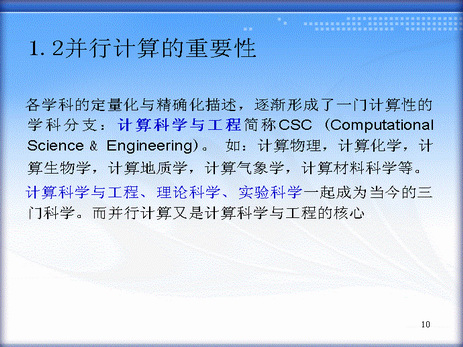 1.2并行计算的重要性
各学科的定量化与精确化描述，逐渐形成了一门计算性的
学科分支：计算科学与工程简称CSC (Computational
Science & Engineering)。 如：计算物理，计算化学，计
算生物学，计算地质学，计算气象学，计算材料科学等。
计算科学与工程、理论科学、实验科学一起成为当今的三
门科学。而并行计算又是计算科学与工程的核心
10